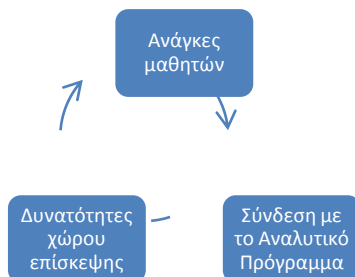 Ανάγκες
μαθητών
Δυνατότητες
χώρου
επίσκεψης
Σύνδεση με
το Αναλυτικό
Πρόγραμμα